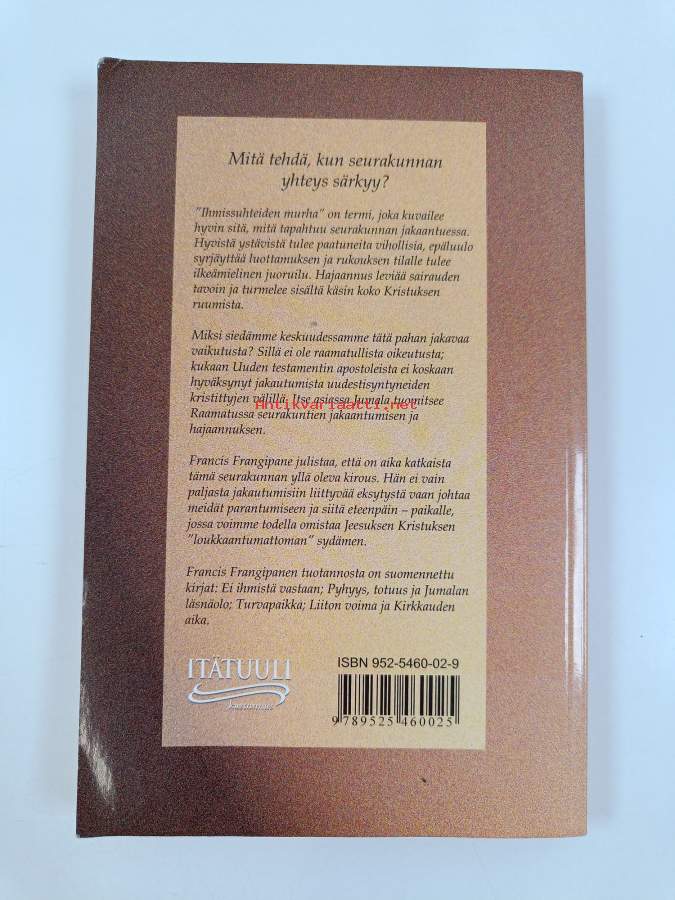 Mitä tehdä, kun seurakunnan
yhteys särkyy?
"Ihmissuhteiden murha" on termi, joka kuvailee
hyvin sitä, mitä tapahtuu seurakunnan jakaantuessa.
Hyvistä ystävistä tulee paatuneita vihollisia, epäluulo
syrjäyttää luottamuksen ja rukouksen tilalle tulee
ilkeämielinen juoruilu. Hajaannus leviää sairauden
tavoin ja turmelee sisältä käsin koko Kristuksen
ruumista.
Miksi siedämme keskuudessamme tätä pahan jakavaa
vaikutusta? Sillä ei ole raamatullista oikeutusta;
kukaan Uuden testamentin apostoleista ei koskaan
hyväksynyt jakautumista uudestisyntyneiden
kristittyjen välillä. Itse asiassa Jumala tuomitsee
Antikvariaatti.net
Raamatussa seurakuntien jakaantumisen ja
hajaannuksen.
Francis Frangipane julistaa, että on aika katkaista
tämä seurakunnan yllä oleva kirous. Hän ei vain
paljasta jakautumisiin liittyvää eksytystä vaan johtaa
meidät parantumiseen ja siitä eteenpäin – paikalle,
jossa voimme todella omistaa Jeesuksen Kristuksen
"loukkaantumattoman" sydämen.
Francis Frangipanen tuotannosta on suomennettu
kirjat: Ei ihmistä vastaan; Pyhyys, totuus ja Jumalan
läsnäolo; Turvapaikka; Liiton voima ja Kirkkauden
aika.
ITÄTUULI
kustannus
ISBN 952-5460-02-9
9 789525 460025